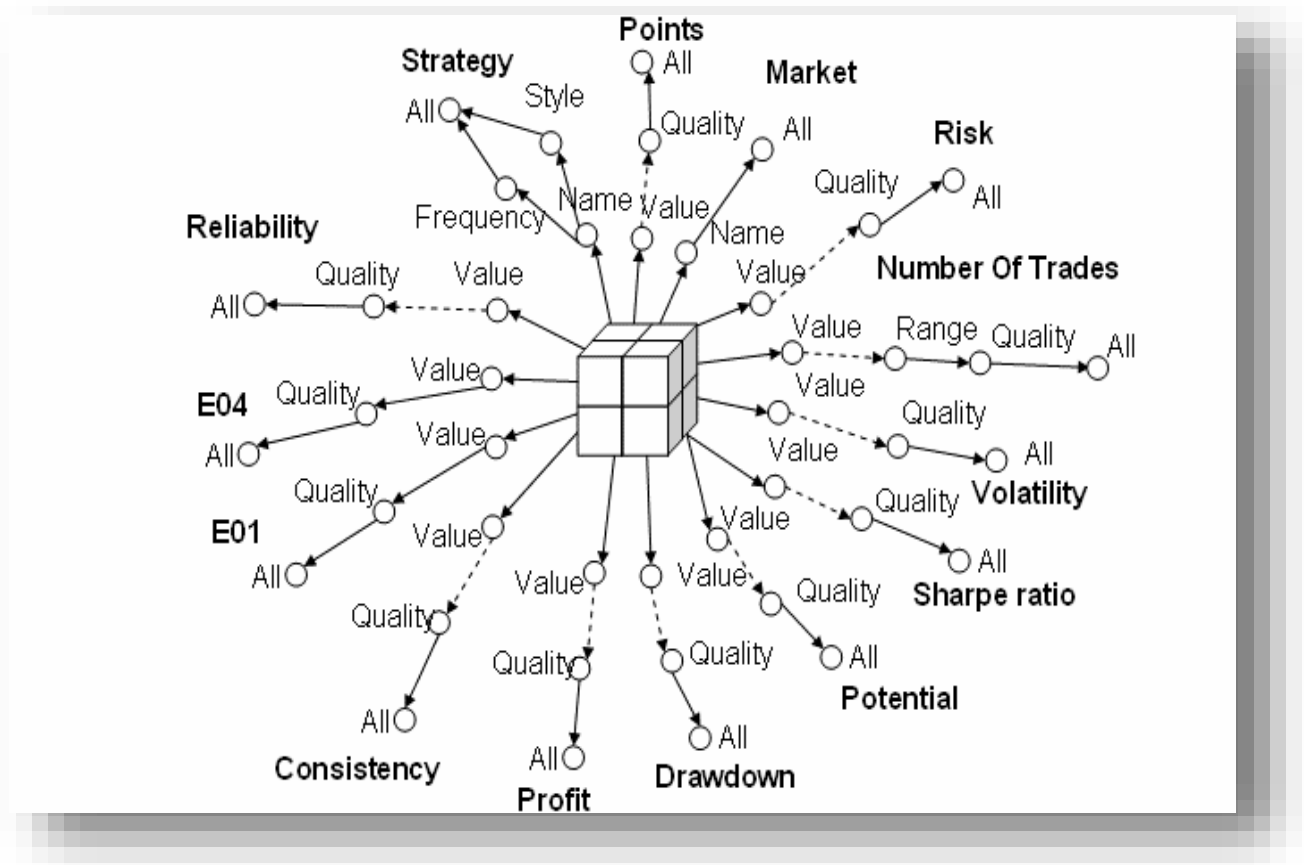 Points
Strategy
All
Market
Style
All
Quality
All
Risk
Quality
All
Name
Value
Frequency
Name
Reliability
Quality
Value
Value
Number Of Trades
All
Value
Range
Quality
All
Value
Value
Quality
E04
Quality
All
Value
Value
All
Volatility
Quality
Quality
E01
Value
Value
All
All
Sharpe ratio
Value
Value
Quality
Quality
Quality
Quality
All
Potential
All
All
All
Consistency
Drawdown
Profit